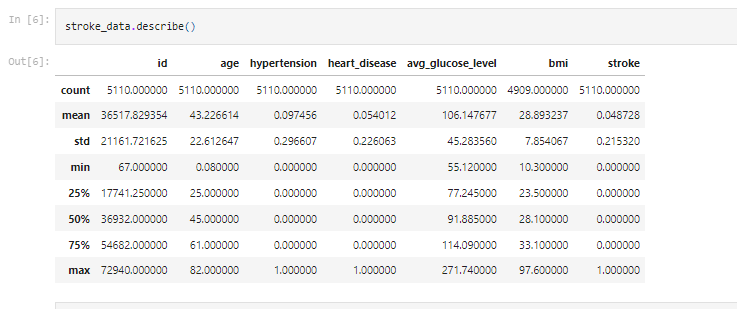 In [6]: stroke_data.describe()
Out[6]:
id age hypertension heart_disease avg_glucose_level bmi stroke
count 5110.000000 5110.000000 5110.000000 5110.000000 5110.000000 4909.000000 5110.000000
mean 36517.829354 43.226614 0.097456 0.054012 106.147677 28.893237 0.048728
std 21161.721625 22.612647 0.296607 0.226063 45.283560 7.854067 0.215320
min 67.000000 0.080000 0.000000 0.000000 55.120000 10.300000 0.000000
25% 17741.250000 25.000000 0.000000 0.000000 77.245000 23.500000 0.000000
50% 36932.000000 45.000000 0.000000 0.000000 91.885000 28.100000 0.000000
75% 54682.000000 61.000000 0.000000 0.000000 114.090000 33.100000 0.000000
max 72940.000000 82.000000 1.000000 1.000000 271.740000 97.600000 1.000000